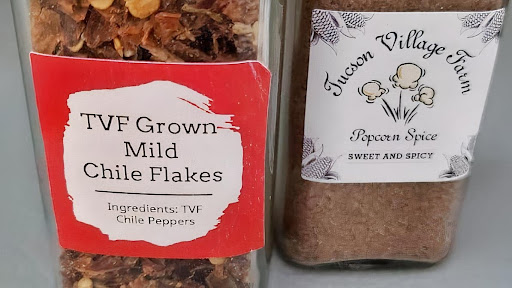 TVF Grown
Mild
Chile Flakes
Ingredients: TVF
Chile Peppers
Tucson Village Farm
Popcorn Spice
SWEET AND SPICY